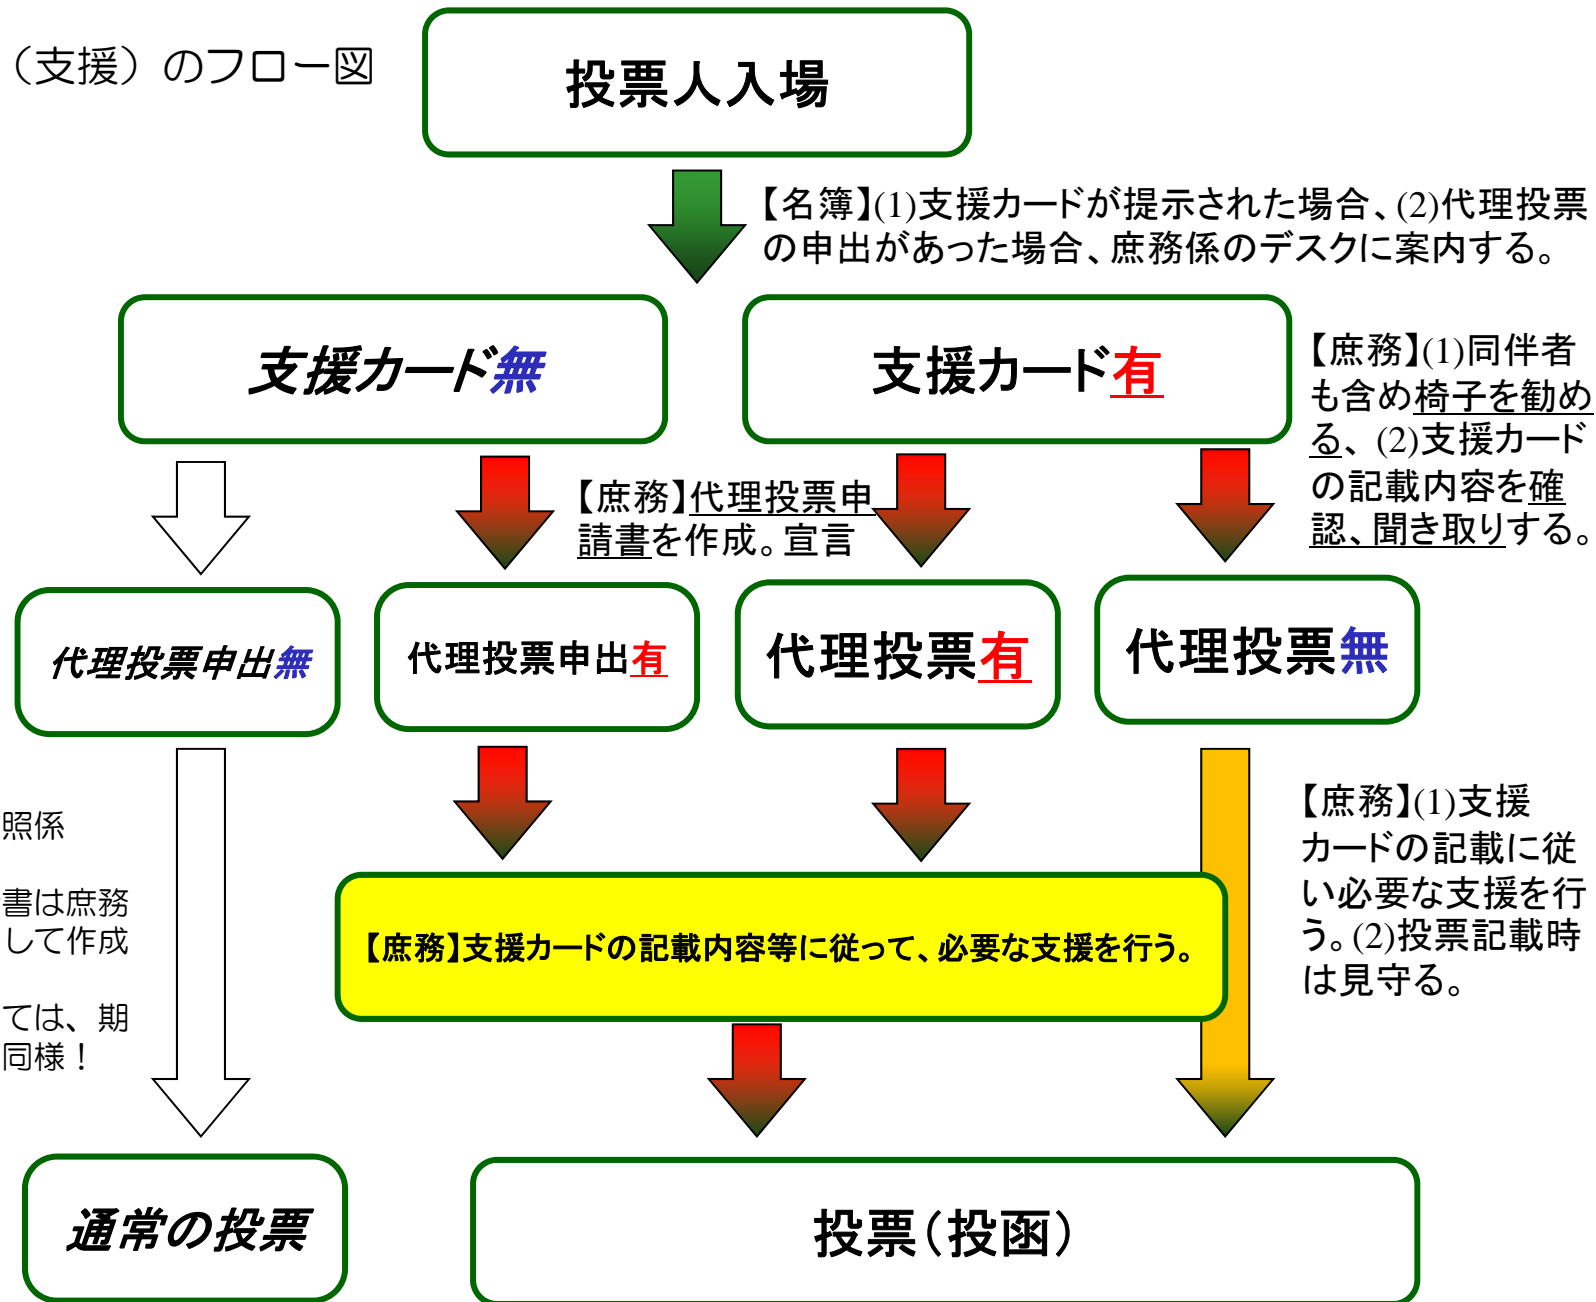 （支援）のフロー図
投票人入場
【名簿】(1)支援カードが提示された場合、(2)代理投票
の申出があった場合、庶務係のデスクに案内する。
支援カード無
支援カード有
【庶務】(1)同伴者
も含め椅子を勧め
る、(2)支援カード
の記載内容を確
認、聞き取りする。
【庶務】代理投票申
請書を作成。宣言
代理投票申出無
代理投票申出有
代理投票有
代理投票無
照係
書は庶務
して作成
ては、期
同様！
【庶務】(1)支援
カードの記載に従
い必要な支援を行
う。(2)投票記載時
は見守る。
【庶務】支援カードの記載内容等に従って、必要な支援を行う。
通常の投票
投票（投函）